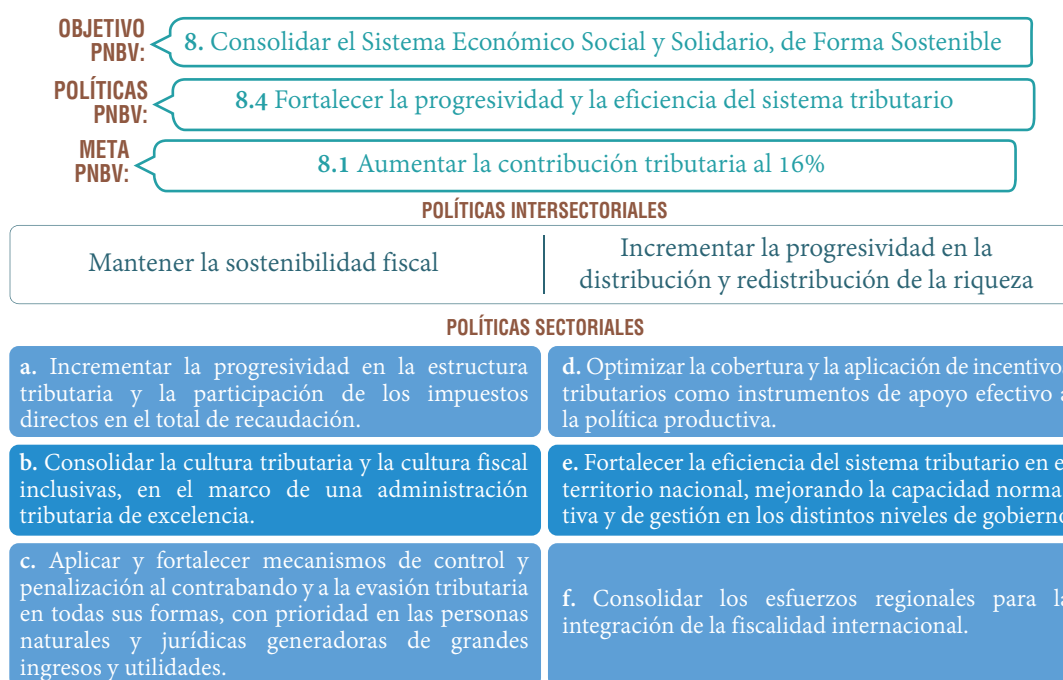 OBJETIVO
PNBV:
8. Consolidar el Sistema Económico Social y Solidario, de Forma Sostenible
POLÍTICAS
PNBV:
8.4 Fortalecer la progresividad y la eficiencia del sistema tributario
META
PNBV:
8.1 Aumentar la contribución tributaria al 16%
POLÍTICAS INTERSECTORIALES
Mantener la sostenibilidad fiscal
Incrementar la progresividad en la
distribución y redistribución de la riqueza
POLÍTICAS SECTORIALES
a. Incrementar la progresividad en la estructura
tributaria y la participación de los impuestos
directos en el total de recaudación.
b. Consolidar la cultura tributaria y la cultura fiscal
inclusivas, en el marco de una administración
tributaria de excelencia.
c. Aplicar y fortalecer mecanismos de control y
penalización al contrabando y a la evasión tributaria
en todas sus formas, con prioridad en las personas
naturales y jurídicas generadoras de grandes
ingresos y utilidades.
d. Optimizar la cobertura y la aplicación de incentivo
tributarios como instrumentos de apoyo efectivo a
la política productiva.
e. Fortalecer la eficiencia del sistema tributario en e
territorio nacional, mejorando la capacidad norma
tiva y de gestión en los distintos niveles de gobierno
f. Consolidar los esfuerzos regionales para la
integración de la fiscalidad internacional.